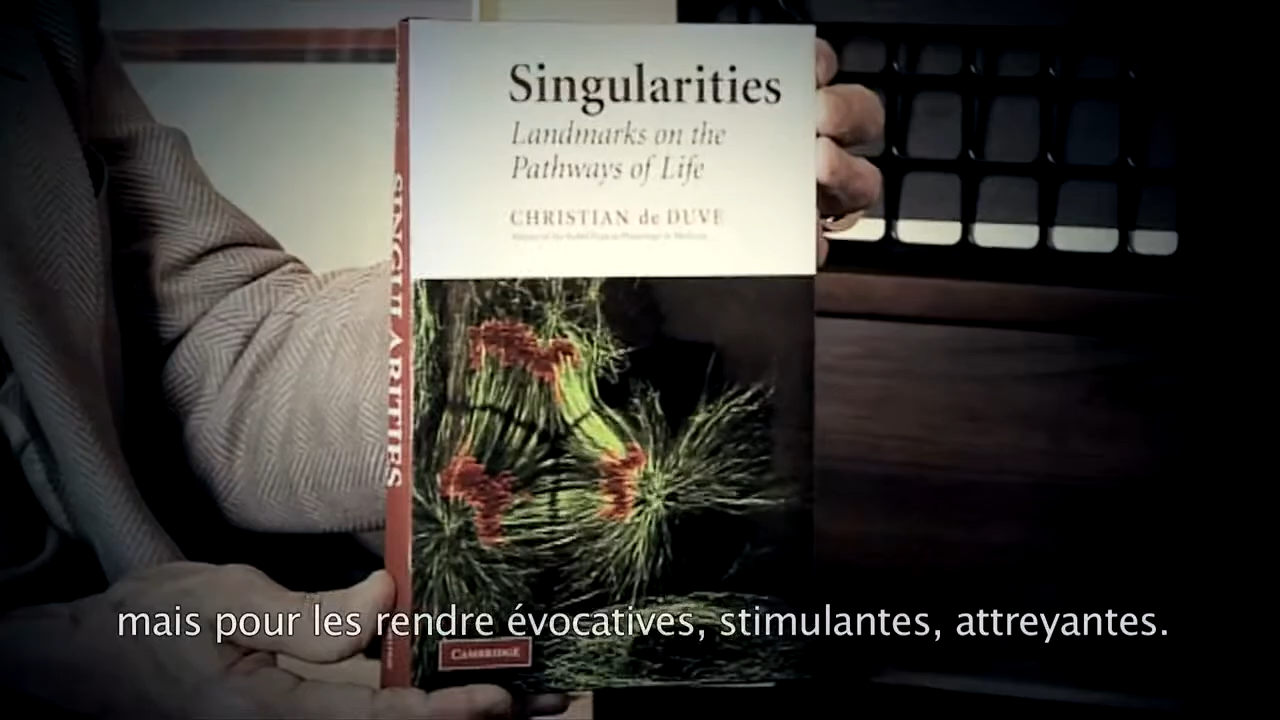 Singularities
Landmarks on the
Pathways of Life
CHRISTIAN de DUVE
SINGULARITIES
mais pour les rendre évocatives, stimulantes, attreyantes.
CAMBRIDGE